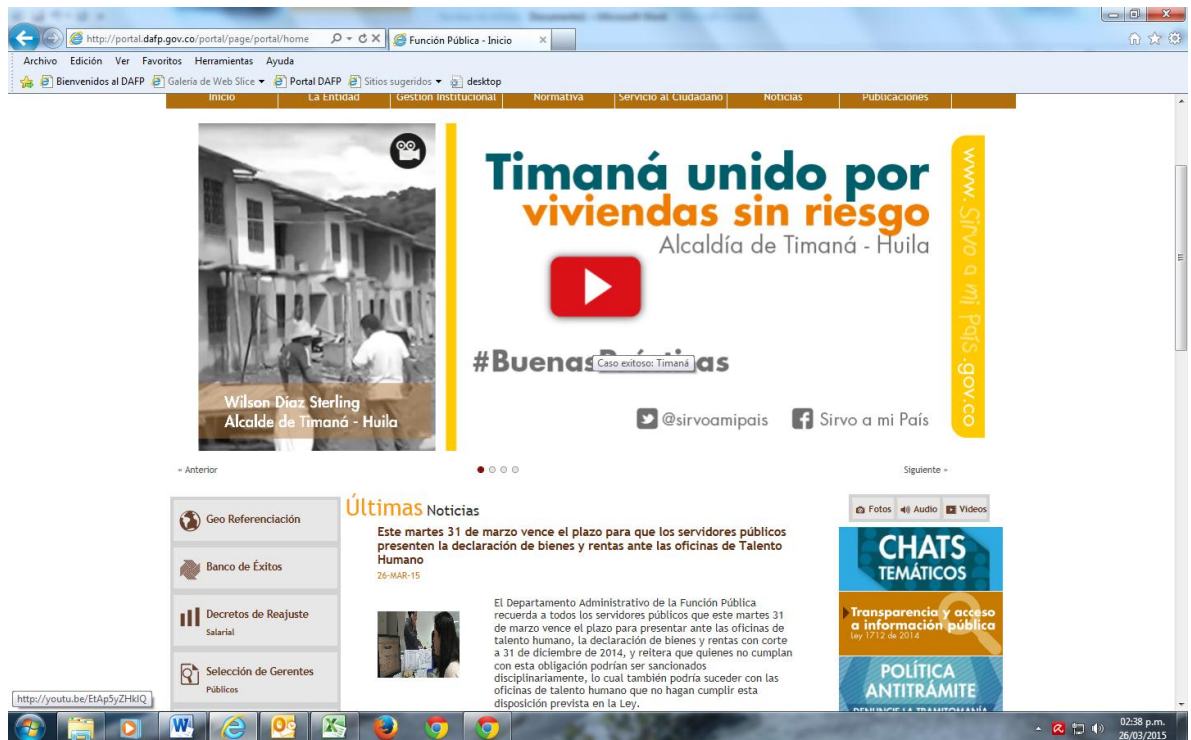 Documento1 - Microsoft Word
http://portal.dafp.gov.co/portal/page/portal/home
Función Pública - Inicio
Archivo Edición Ver Favoritos Herramientas Ayuda
Bienvenidos al DAFP Galería de Web Slice Portal DAFP Sitios sugeridos desktop
Inicio La Entidad Gestión Institucional Normativa Servicio al Ciudadano Noticias Publicaciones
Timaná unido por
viviendas sin riesgo
Alcaldía de Timaná - Huila
www.Sirvo a mi País.gov.co
Caso exitoso: Timaná
Wilson Díaz Sterling
Alcalde de Timaná - Huila
@sirvoamipais Sirvo a mi País
« Anterior
Siguiente »
Geo Referenciación
Banco de Éxitos
Decretos de Reajuste
Salarial
Selección de Gerentes
Públicos
Últimas Noticias
Este martes 31 de marzo vence el plazo para que los servidores públicos
presenten la declaración de bienes y rentas ante las oficinas de Talento
Humano
26-MAR-15
El Departamento Administrativo de la Función Pública
recuerda a todos los servidores públicos que este martes 31
de marzo vence el plazo para presentar ante las oficinas de
talento humano, la declaración de bienes y rentas con corte
a 31 de diciembre de 2014, y reitera que quienes no cumplan
con esta obligación podrían ser sancionados
disciplinariamente, lo cual también podría suceder con las
oficinas de talento humano que no hagan cumplir esta
disposición prevista en la Ley.
Fotos Audio Videos
CHATS
TEMÁTICOS
Transparencia y acceso
a información pública
Ley 1712 de 2014
POLÍTICA
ANTITRÁMITE
DENUNCIE LA TRAMITOMANÍA
http://youtu.be/EtAp5yZHkIQ
02:38 p.m.
26/03/2015